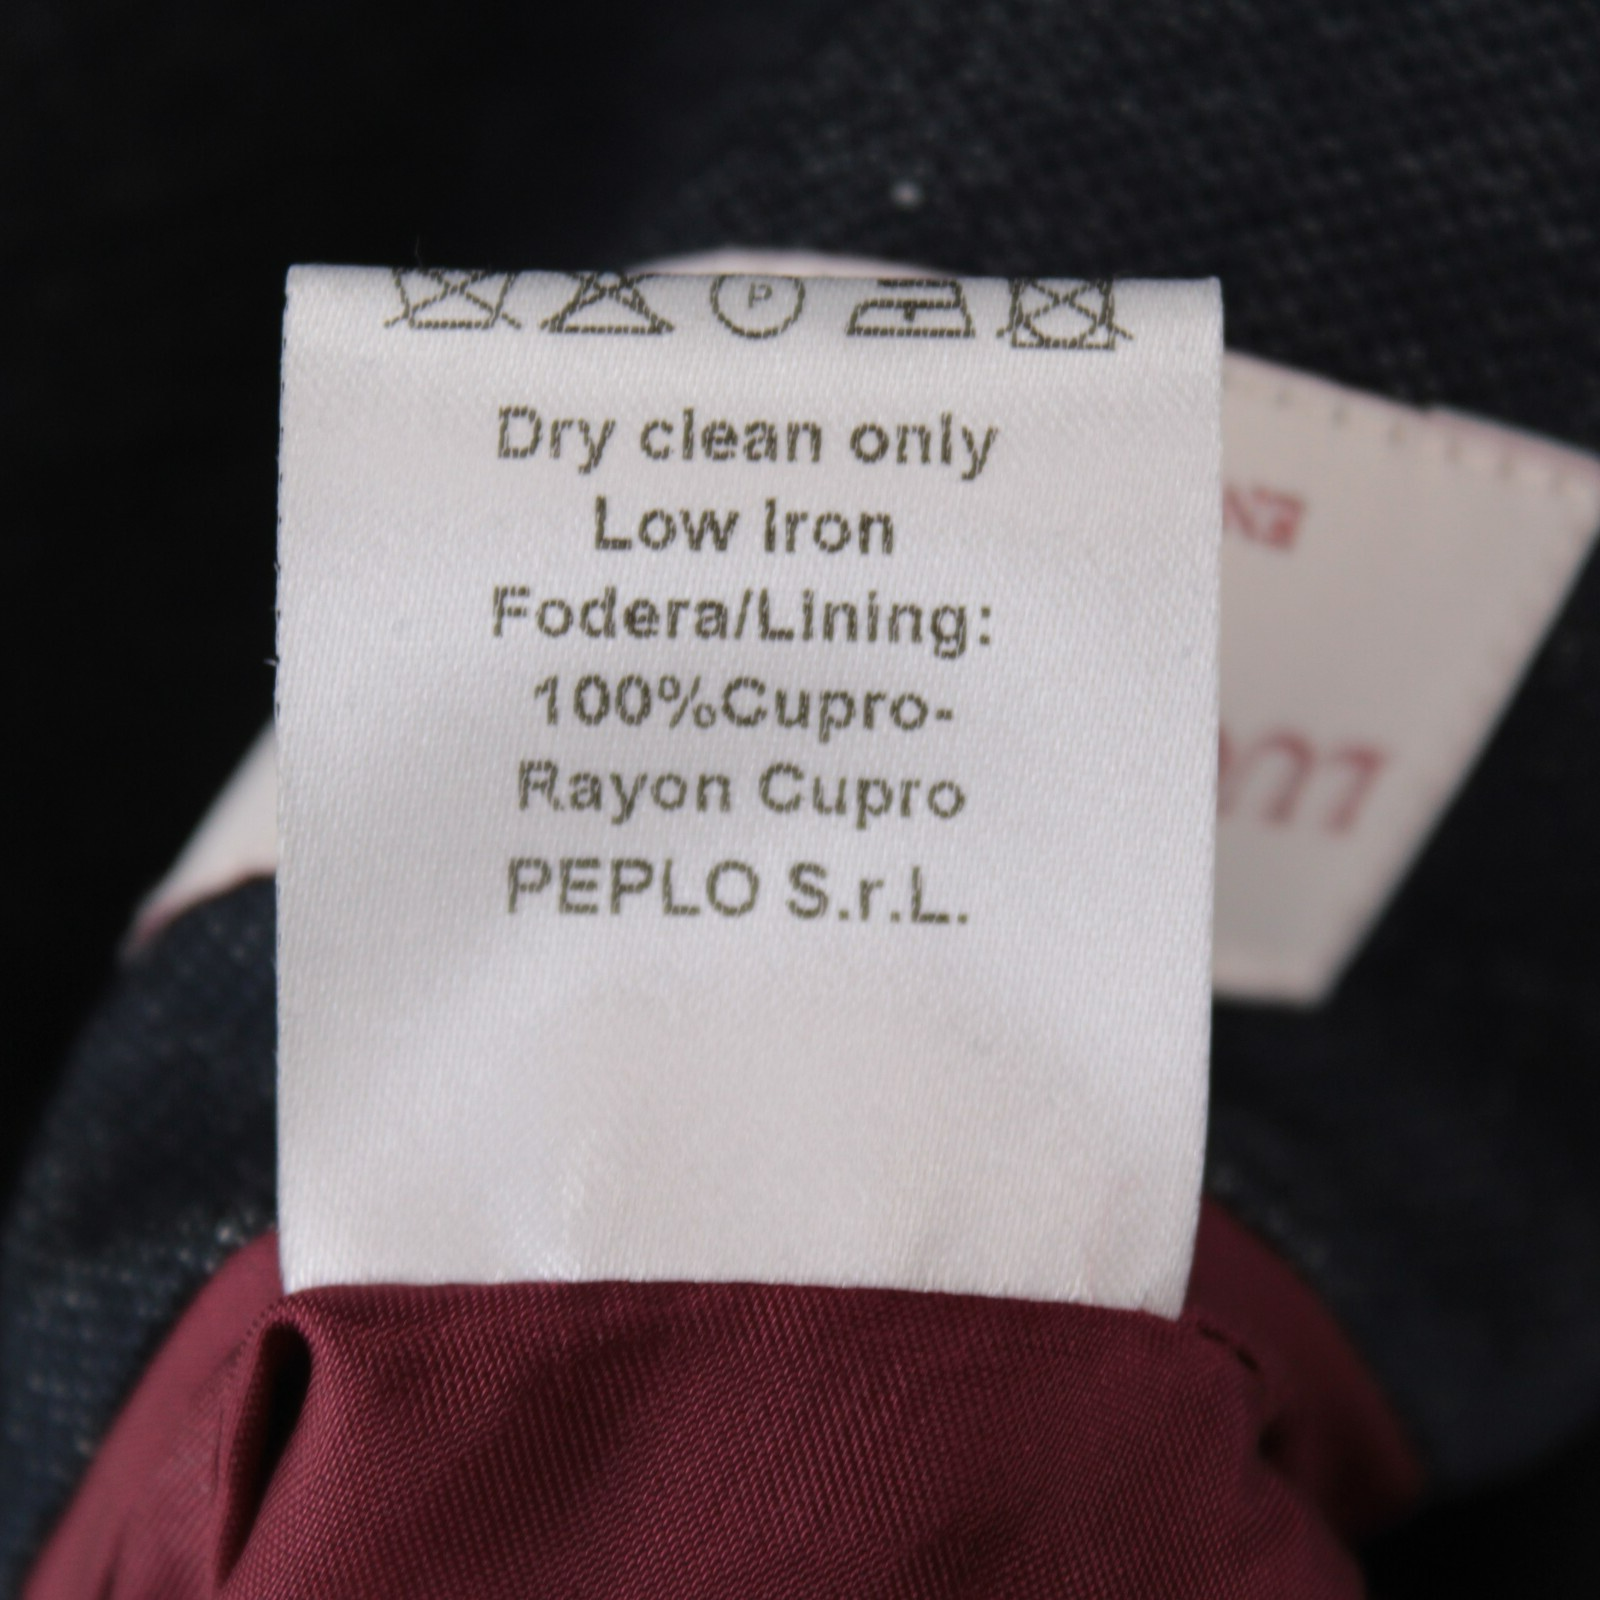 P
Dry clean only
Low Iron
Fodera/Lining:
100%Cupro-
Rayon Cupro
PEPLO S.r.L.